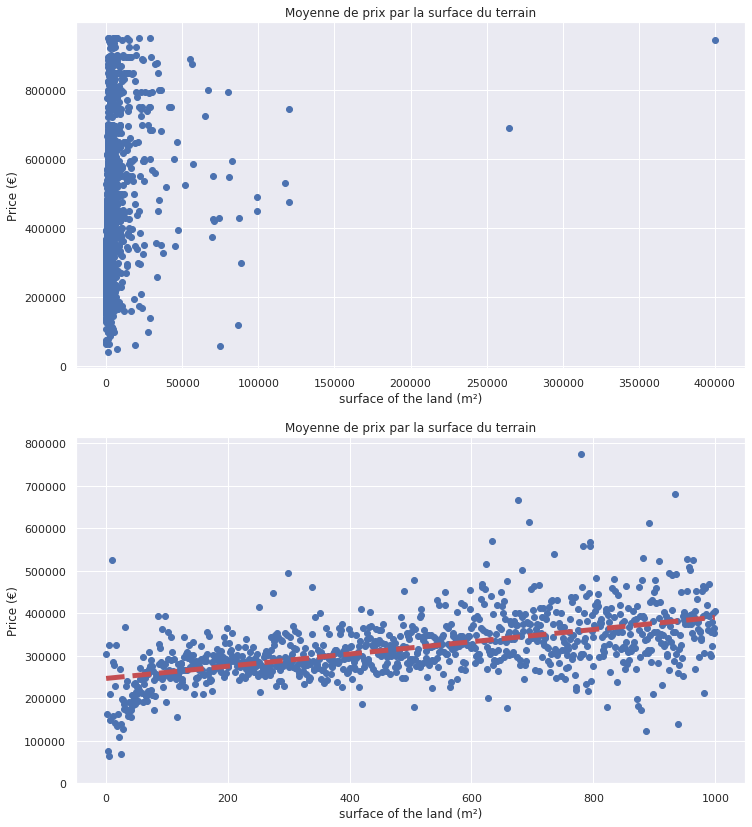 Moyenne de prix par la surface du terrain
800000
600000
400000
200000
0
Price (€)
0 50000 100000 150000 200000 250000 300000 350000 400000
surface of the land (m²)
Moyenne de prix par la surface du terrain
800000
700000
600000
500000
400000
300000
200000
100000
0
Price (€)
0 200 400 600 800 1000
surface of the land (m²)